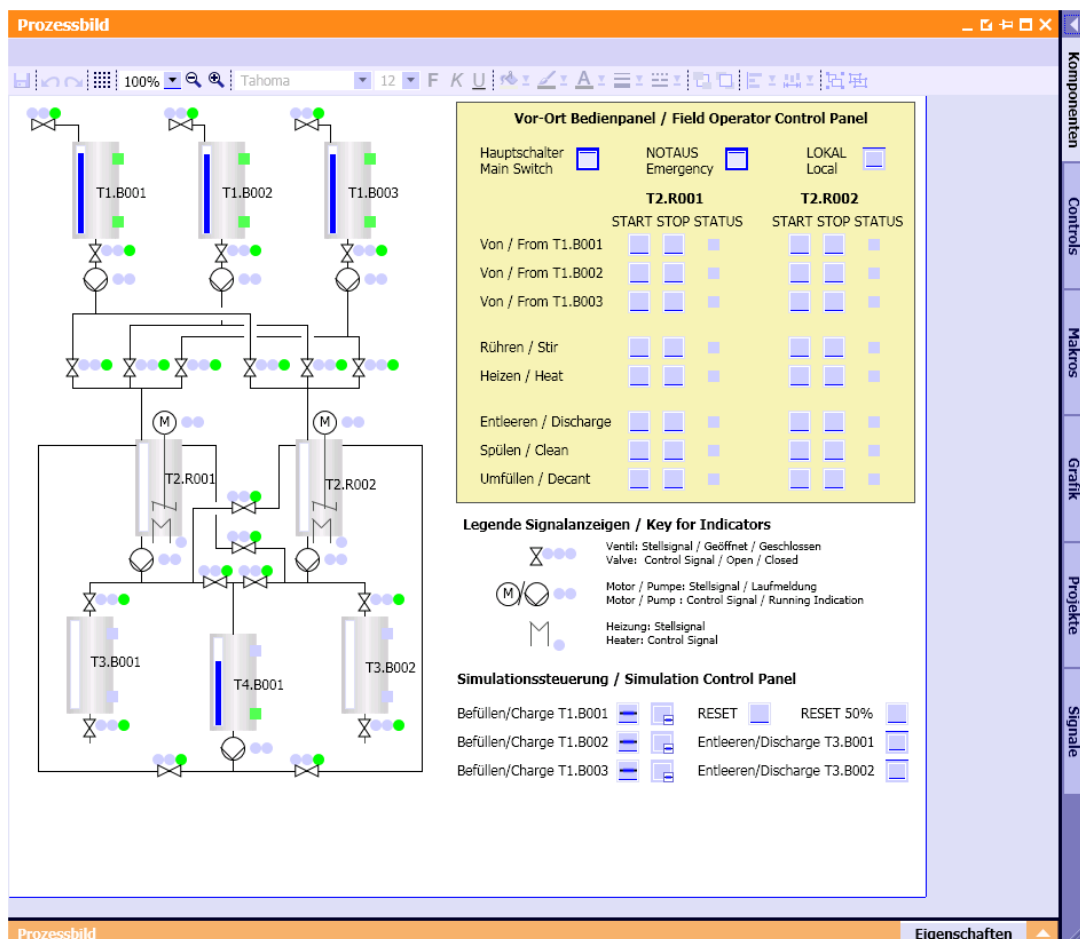 Prozessbild
100% Tahoma 12 F K U A
Komponenten
Controls
Makros
Grafik
Projekte
Signale
T1.B001 T1.B002 T1.B003
M M
T2.R001 T2.R002
T3.B001 T4.B001 T3.B002
Vor-Ort Bedienpanel / Field Operator Control Panel
Hauptschalter NOTAUS LOKAL
Main Switch Emergency Local
T2.R001 T2.R002
START STOP STATUS START STOP STATUS
Von / From T1.B001
Von / From T1.B002
Von / From T1.B003
Rühren / Stir
Heizen / Heat
Entleeren / Discharge
Spülen / Clean
Umfüllen / Decant
Legende Signalanzeigen / Key for Indicators
Ventil: Stellsignal / Geöffnet / Geschlossen
Valve: Control Signal / Open / Closed
M
Motor / Pumpe: Stellsignal / Laufmeldung
Motor / Pump : Control Signal / Running Indication
Heizung: Stellsignal
Heater: Control Signal
Simulationssteuerung / Simulation Control Panel
Befüllen/Charge T1.B001 RESET RESET 50%
Befüllen/Charge T1.B002 Entleeren/Discharge T3.B001
Befüllen/Charge T1.B003 Entleeren/Discharge T3.B002
Prozessbild Eigenschaften